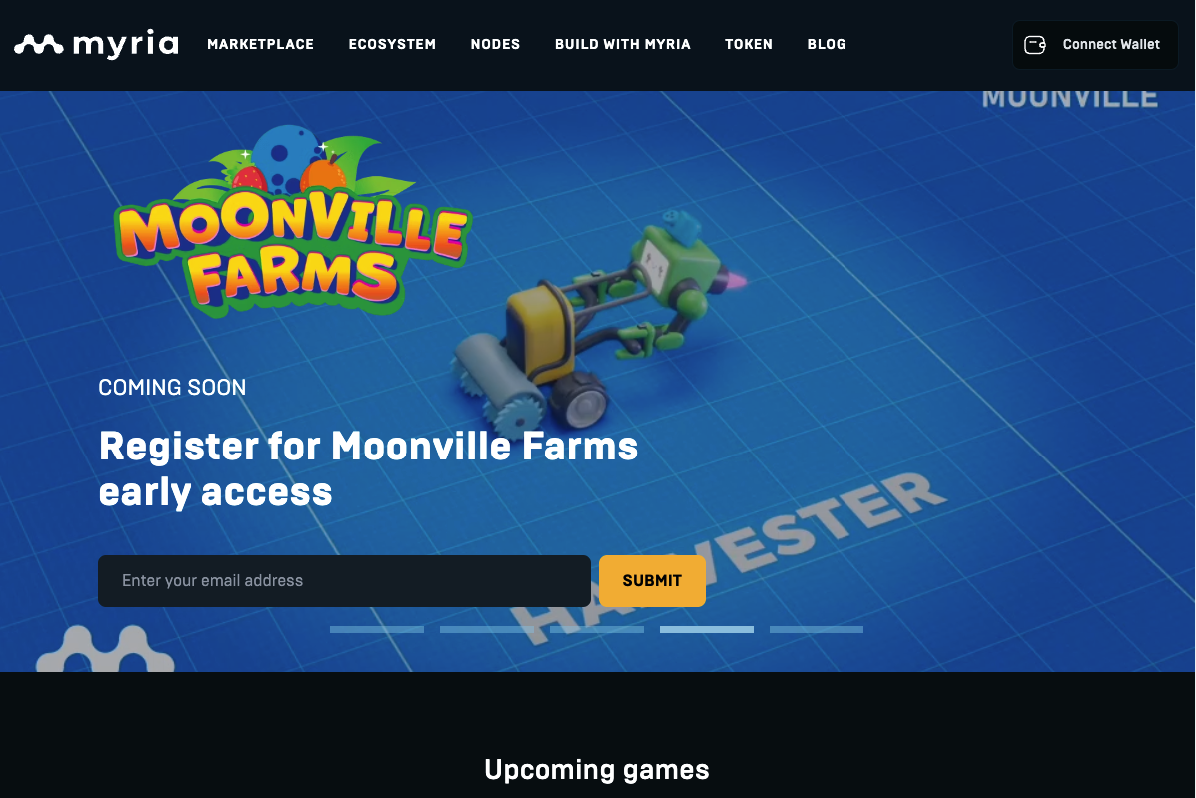 myria
MARKETPLACE
ECOSYSTEM
NODES
BUILD WITH MYRIA
TOKEN
BLOG
Connect Wallet
MOONVILLE
MOONVILLE
FARMS
COMING SOON
Register for Moonville Farms
early access
Enter your email address
SUBMIT
HARVESTER
Upcoming games